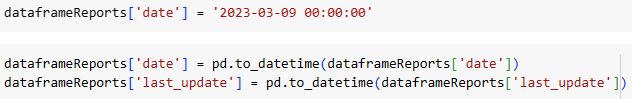 dataframeReports['date'] = '2023-03-09 00:00:00'
dataframeReports['date'] = pd.to_datetime(dataframeReports['date'])
dataframeReports['last_update'] = pd.to_datetime(dataframeReports['last_update'])